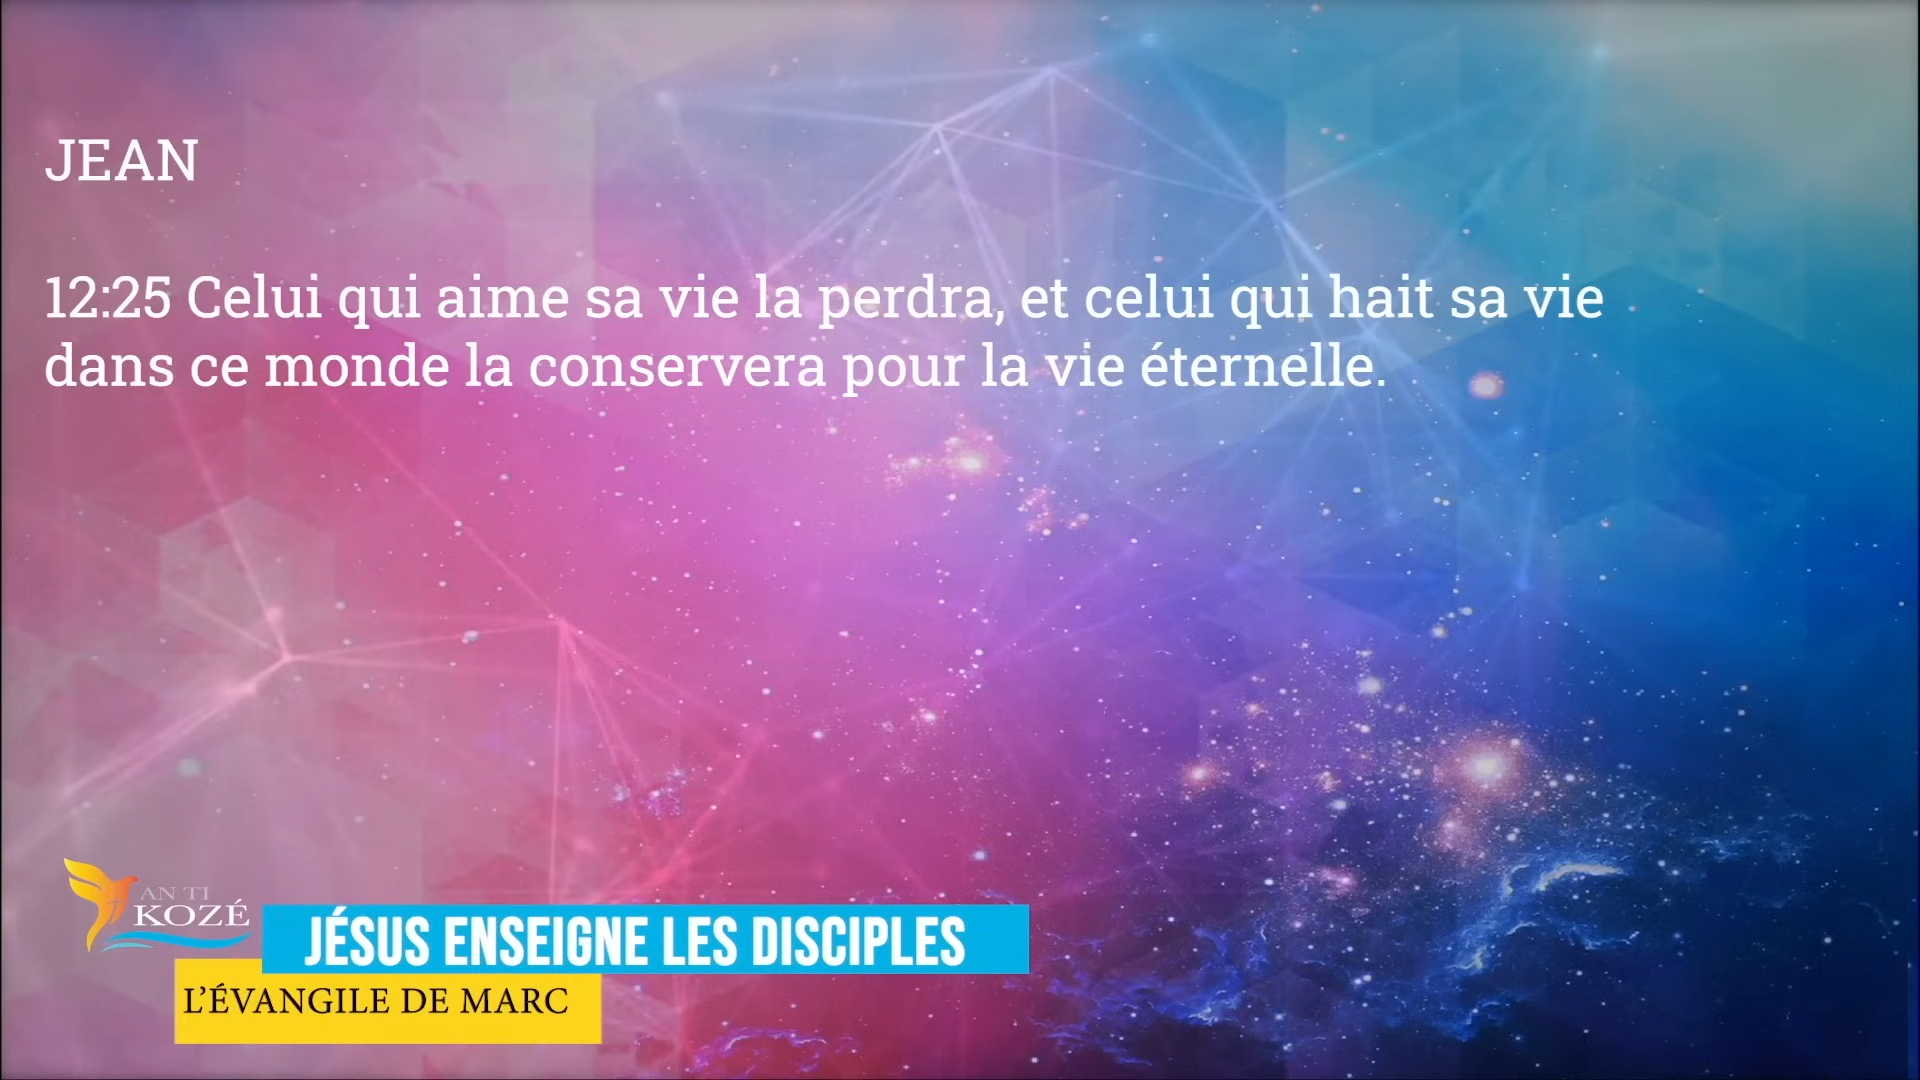 JEAN
12:25 Celui qui aime sa vie la perdra, et celui qui hait sa vie
dans ce monde la conservera pour la vie éternelle.
AN TI
KOZÉ
JÉSUS ENSEIGNE LES DISCIPLES
L'ÉVANGILE DE MARC